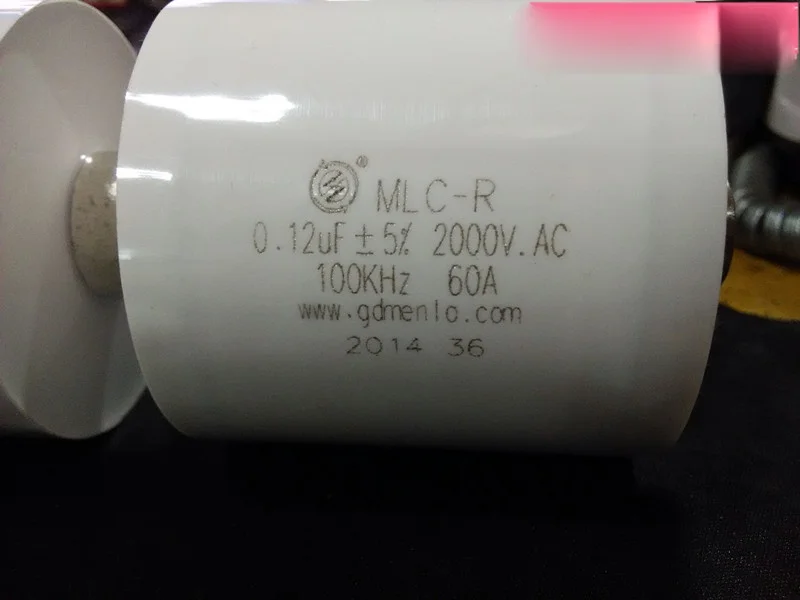 ® MLC-R
0.12uF ± 5% 2000V.AC
100KHz 60A
www.gdmenlo.com
2014 36